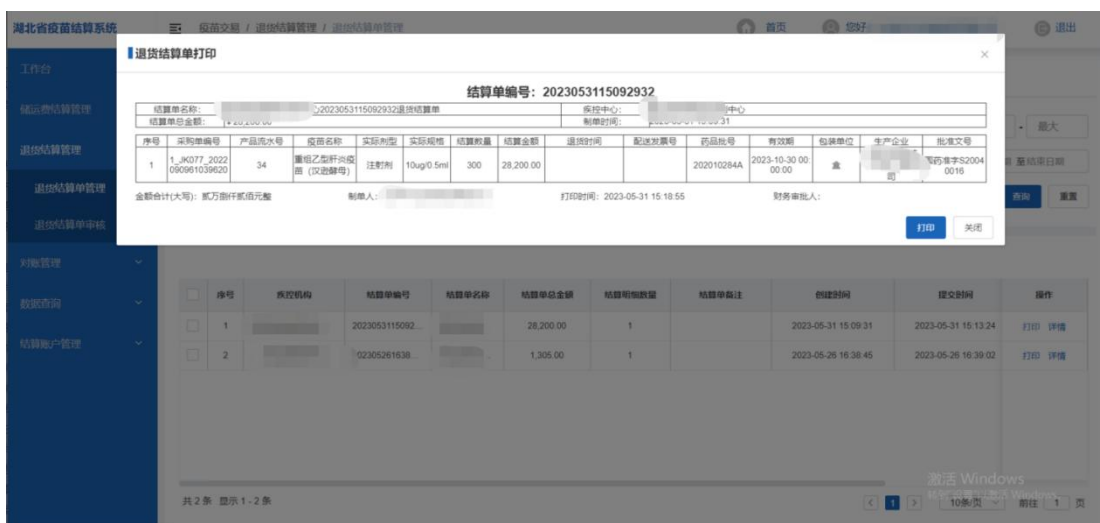 湖北省疫苗结算系统
疫苗交易 / 退货结算管理 / 退货结算单管理
首页
您好
退出
工作台
储运费结算管理
退货结算管理
退货结算单管理
退货结算单审核
对账管理
数据查询
结算账户管理
退货结算单打印
×
结算单编号：2023053115092932
结算单名称： 2023053115092932退货结算单 疾控中心： 中心
结算单总金额： 制单时间：
序号 采购单编号 产品流水号 疫苗名称 实际剂型 实际规格 结算数量 结算金额 退货时间 配送发票号 药品批号 有效期 包装单位 生产企业 批准文号
1 1_JK077_2022090961039620 34 重组乙型肝炎疫苗（汉逊酵母） 注射剂 10ug/0.5ml 300 28,200.00 202010284A 2023-10-30 00:00:00 盒 司 国药准字S20040016
金额合计(大写)：贰万捌仟贰佰元整 制单人： 打印时间：2023-05-31 15:18:55 财务审批人：
打印 关闭
- 最大
至 结束日期
查询 重置
序号 疾控机构 结算单编号 结算单名称 结算单总金额 结算明细数量 结算单备注 创建时间 提交时间 操作
1 2023053115092... 28,200.00 1 2023-05-31 15:09:31 2023-05-31 15:13:24 打印 详情
2 02305261638... 1,305.00 1 2023-05-26 16:38:45 2023-05-26 16:39:02 打印 详情
共 2 条 显示 1 - 2 条
激活 Windows
< 1 > 10条/页 前往 1 页